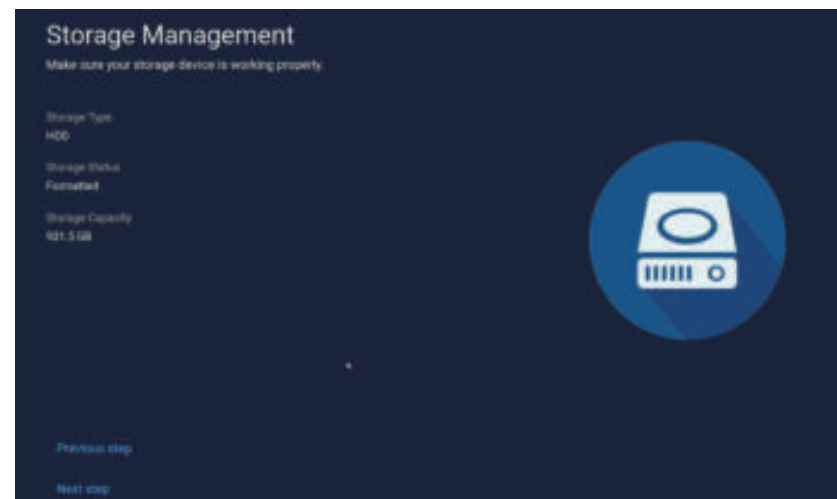 Storage Management
Make sure your storage device is working properly.
Storage Type
HDD
Storage Status
Formatted
Storage Capacity
931.5 GB
Previous step
Next step